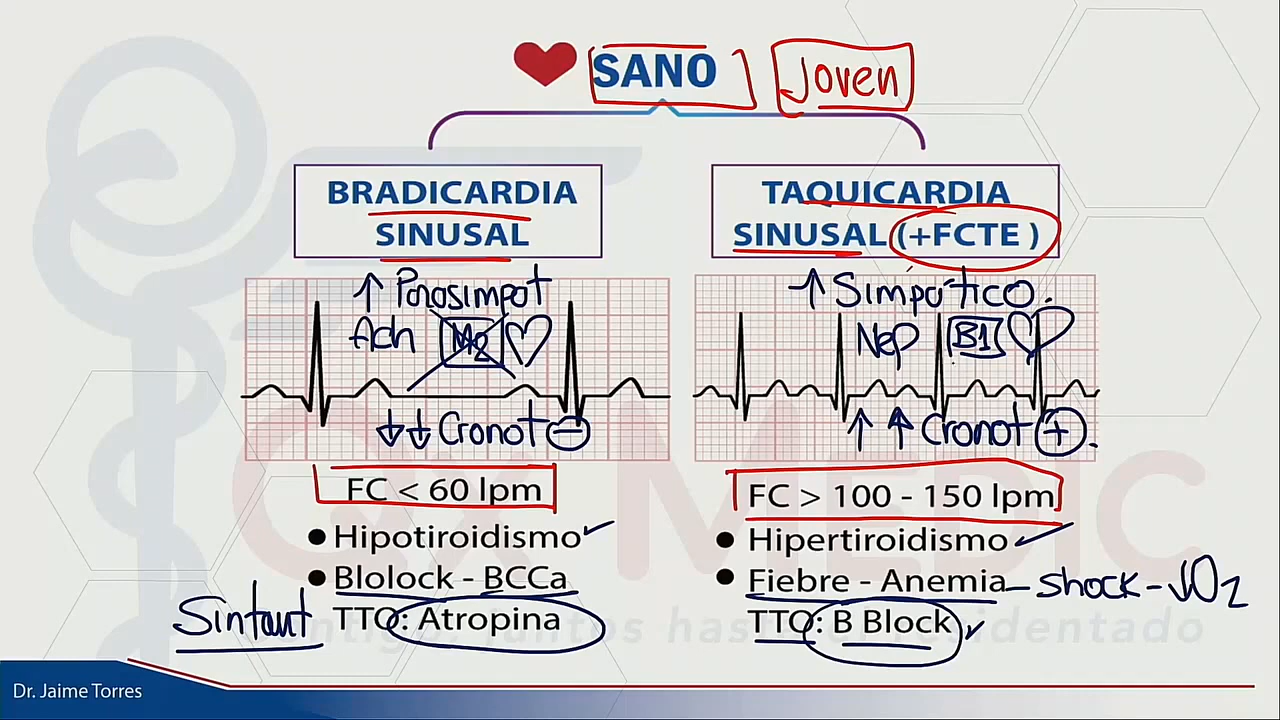 SANO Joven
BRADICARDIA
SINUSAL
↑ Parasimpat
Ach M2
↓↓ Cronot -
FC < 60 lpm
• Hipotiroidismo
• Blolock - BCCa
Sintomt TTO: Atropina
TAQUICARDIA
SINUSAL (+FCTE )
↑ Simpático.
Nep B1
↑ ↑ Cronot +.
FC > 100 - 150 lpm
• Hipertiroidismo
• Fiebre - Anemia - Shock - ↓O2
TTO: B Block
MEDIC
Dr. Jaime Torres